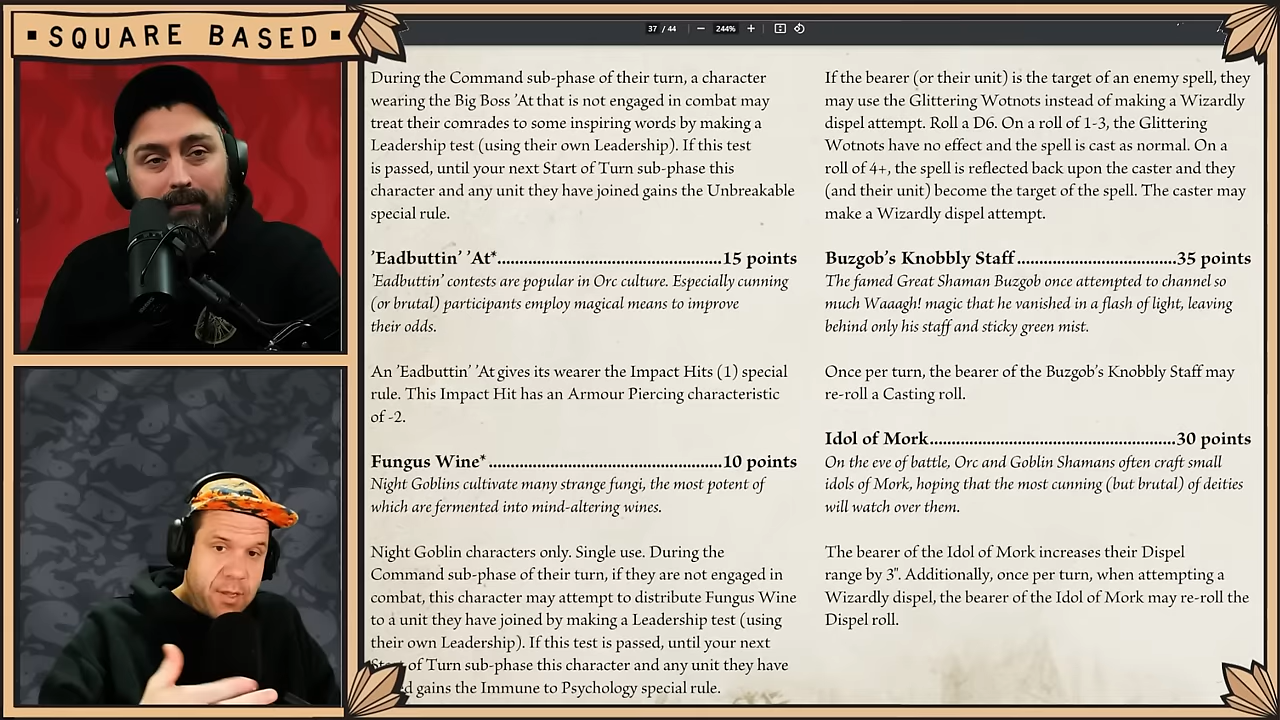 SQUARE BASED
37 / 44 244%
During the Command sub-phase of their turn, a character
wearing the Big Boss 'At that is not engaged in combat may
treat their comrades to some inspiring words by making a
Leadership test (using their own Leadership). If this test
is passed, until your next Start of Turn sub-phase this
character and any unit they have joined gains the Unbreakable
special rule.
'Eadbuttin' 'At*..................................................15 points
'Eadbuttin' contests are popular in Orc culture. Especially cunning
(or brutal) participants employ magical means to improve
their odds.
An 'Eadbuttin' 'At gives its wearer the Impact Hits (1) special
rule. This Impact Hit has an Armour Piercing characteristic
of -2.
Fungus Wine*....................................................10 points
Night Goblins cultivate many strange fungi, the most potent of
which are fermented into mind-altering wines.
Night Goblin characters only. Single use. During the
Command sub-phase of their turn, if they are not engaged in
combat, this character may attempt to distribute Fungus Wine
to a unit they have joined by making a Leadership test (using
their own Leadership). If this test is passed, until your next
of Turn sub-phase this character and any unit they have
gains the Immune to Psychology special rule.
If the bearer (or their unit) is the target of an enemy spell, they
may use the Glittering Wotnots instead of making a Wizardly
dispel attempt. Roll a D6. On a roll of 1-3, the Glittering
Wotnots have no effect and the spell is cast as normal. On a
roll of 4+, the spell is reflected back upon the caster and they
(and their unit) become the target of the spell. The caster may
make a Wizardly dispel attempt.
Buzgob's Knobbly Staff...................................35 points
The famed Great Shaman Buzgob once attempted to channel so
much Waaagh! magic that he vanished in a flash of light, leaving
behind only his staff and sticky green mist.
Once per turn, the bearer of the Buzgob's Knobbly Staff may
re-roll a Casting roll.
Idol of Mork......................................................30 points
On the eve of battle, Orc and Goblin Shamans often craft small
idols of Mork, hoping that the most cunning (but brutal) of deities
will watch over them.
The bearer of the Idol of Mork increases their Dispel
range by 3". Additionally, once per turn, when attempting a
Wizardly dispel, the bearer of the Idol of Mork may re-roll the
Dispel roll.